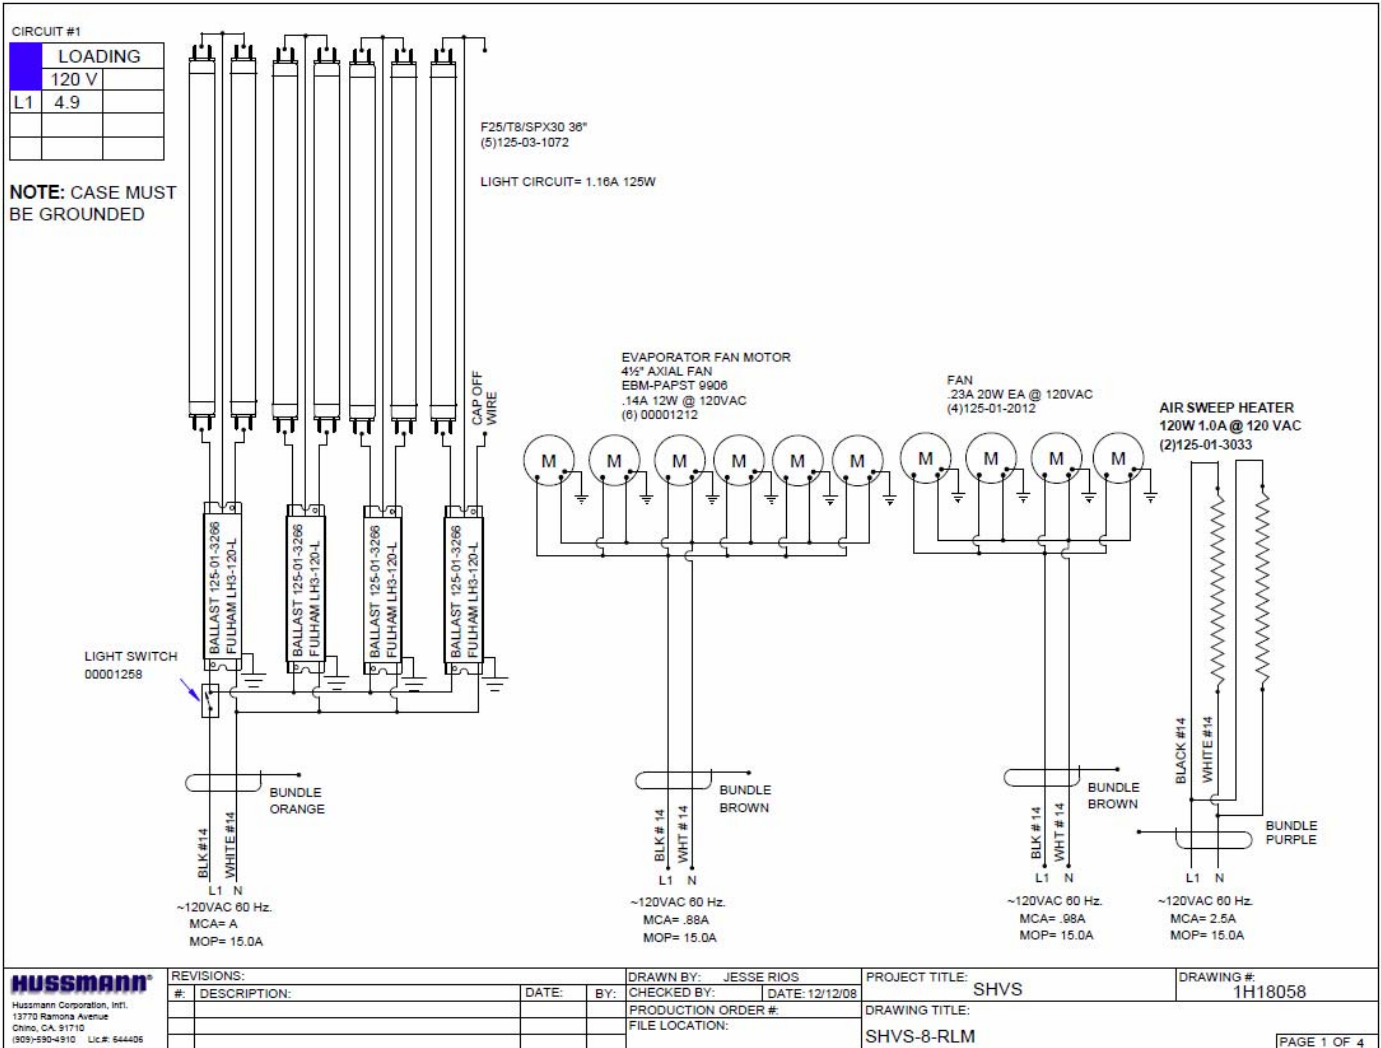 CIRCUIT #1
LOADING
120 V
L1 4.9
NOTE: CASE MUST
BE GROUNDED
F25/T8/SPX30 36"
(5)125-03-1072
LIGHT CIRCUIT= 1.16A 125W
CAP OFF
WIRE
EVAPORATOR FAN MOTOR
4½" AXIAL FAN
EBM-PAPST 9906
.14A 12W @ 120VAC
(6) 00001212
FAN
.23A 20W EA @ 120VAC
(4)125-01-2012
AIR SWEEP HEATER
120W 1.0A @ 120 VAC
(2)125-01-3033
M M M M M M M M M M
BALLAST 125-01-3266
FULHAM LH3-120-L
BALLAST 125-01-3266
FULHAM LH3-120-L
BALLAST 125-01-3266
FULHAM LH3-120-L
BALLAST 125-01-3266
FULHAM LH3-120-L
LIGHT SWITCH
00001258
BUNDLE
ORANGE
BLK#14
WHITE #14
L1 N
~120VAC 60 Hz.
MCA= A
MOP= 15.0A
BUNDLE
BROWN
BLK# 14
WHT # 14
L1 N
~120VAC 60 Hz.
MCA= .88A
MOP= 15.0A
BUNDLE
BROWN
BLK # 14
WHT # 14
L1 N
~120VAC 60 Hz.
MCA= .98A
MOP= 15.0A
BLACK #14
WHITE #14
BUNDLE
PURPLE
L1 N
~120VAC 60 Hz.
MCA= 2.5A
MOP= 15.0A
HUSSMANN®
Hussmann Corporation, Int'l.
13770 Ramona Avenue
Chino, CA. 91710
(909)-590-4910 Lic.#: 644406
REVISIONS:
#: DESCRIPTION: DATE: BY:
DRAWN BY: JESSE RIOS
CHECKED BY: DATE: 12/12/08
PRODUCTION ORDER #:
FILE LOCATION:
PROJECT TITLE:
SHVS
DRAWING #:
1H18058
DRAWING TITLE:
SHVS-8-RLM
PAGE 1 OF 4